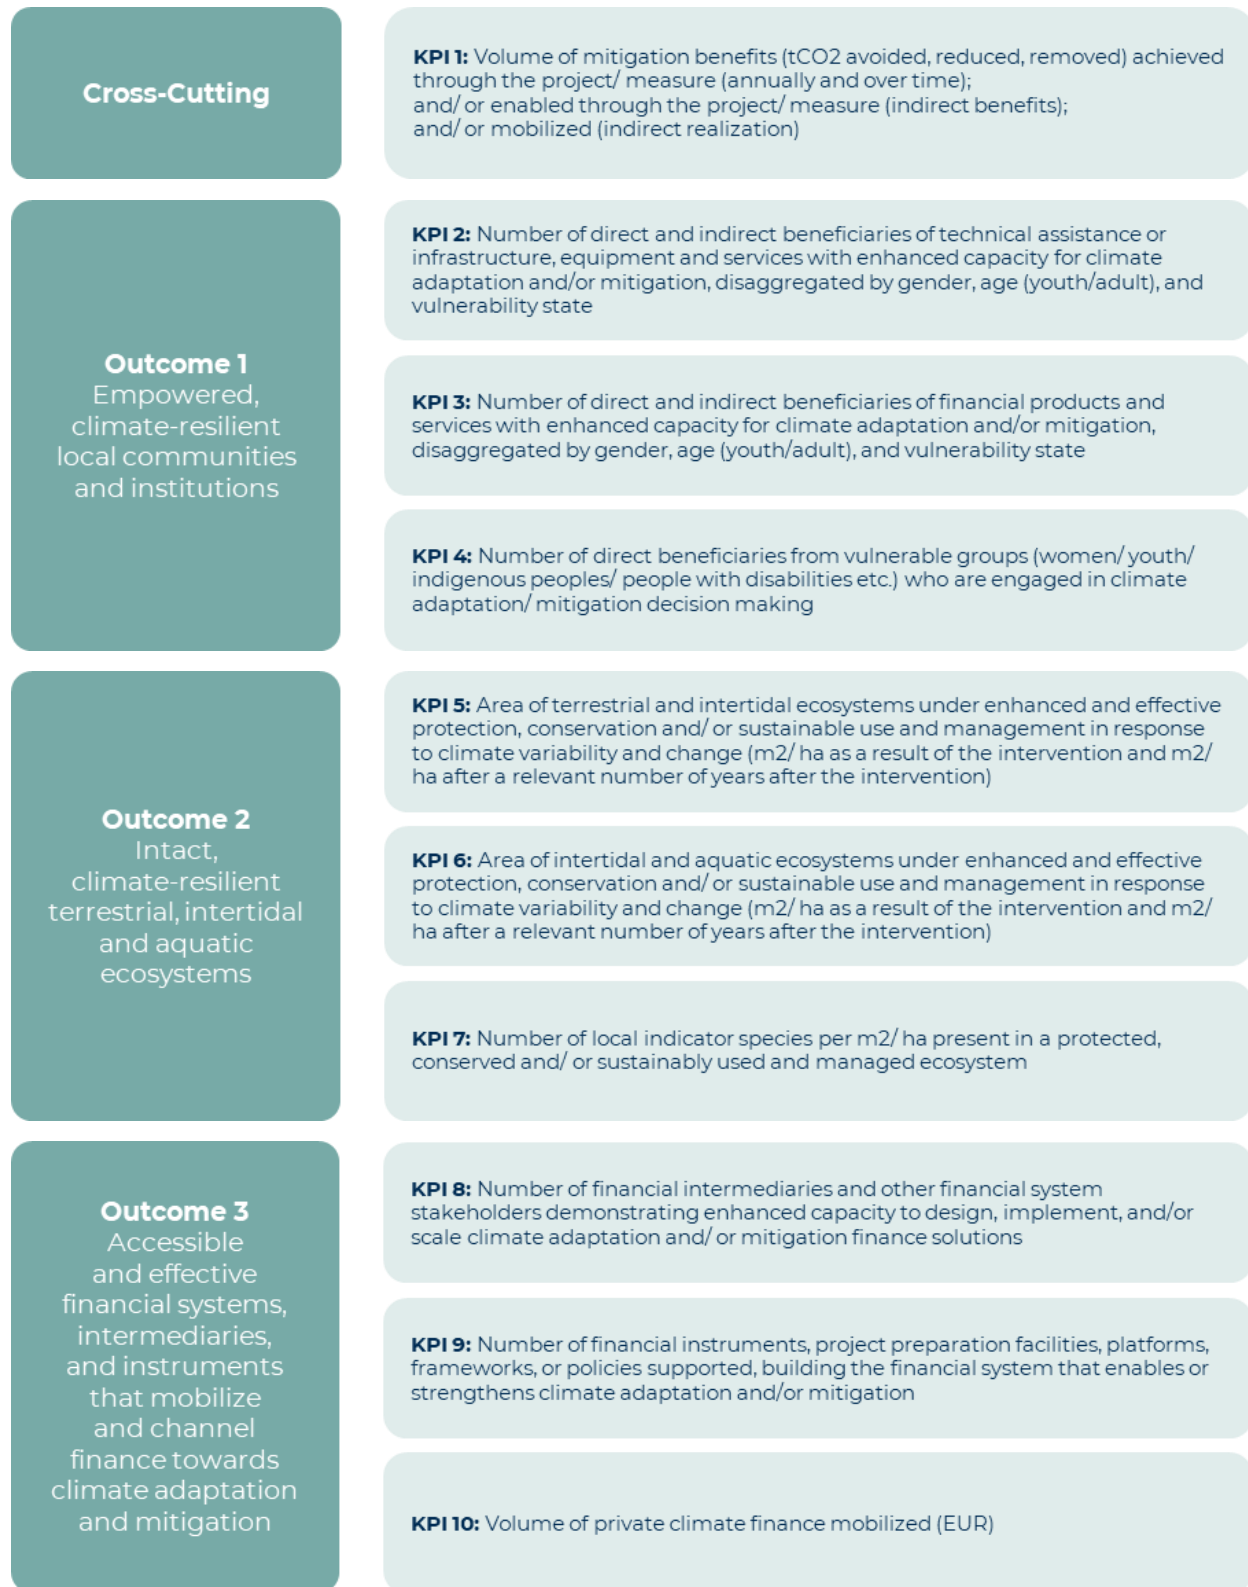 Cross-Cutting
KPI 1: Volume of mitigation benefits (tCO2 avoided, reduced, removed) achieved
through the project/ measure (annually and over time);
and/ or enabled through the project/ measure (indirect benefits);
and/ or mobilized (indirect realization)
Outcome 1
Empowered,
climate-resilient
local communities
and institutions
KPI 2: Number of direct and indirect beneficiaries of technical assistance or
infrastructure, equipment and services with enhanced capacity for climate
adaptation and/or mitigation, disaggregated by gender, age (youth/adult), and
vulnerability state
KPI 3: Number of direct and indirect beneficiaries of financial products and
services with enhanced capacity for climate adaptation and/or mitigation,
disaggregated by gender, age (youth/adult), and vulnerability state
KPI 4: Number of direct beneficiaries from vulnerable groups (women/ youth/
indigenous peoples/ people with disabilities etc.) who are engaged in climate
adaptation/ mitigation decision making
Outcome 2
Intact,
climate-resilient
terrestrial, intertidal
and aquatic
ecosystems
KPI 5: Area of terrestrial and intertidal ecosystems under enhanced and effective
protection, conservation and/ or sustainable use and management in response
to climate variability and change (m2/ ha as a result of the intervention and m2/
ha after a relevant number of years after the intervention)
KPI 6: Area of intertidal and aquatic ecosystems under enhanced and effective
protection, conservation and/ or sustainable use and management in response
to climate variability and change (m2/ ha as a result of the intervention and m2/
ha after a relevant number of years after the intervention)
KPI 7: Number of local indicator species per m2/ ha present in a protected,
conserved and/ or sustainably used and managed ecosystem
Outcome 3
Accessible
and effective
financial systems,
intermediaries,
and instruments
that mobilize
and channel
finance towards
climate adaptation
and mitigation
KPI 8: Number of financial intermediaries and other financial system
stakeholders demonstrating enhanced capacity to design, implement, and/or
scale climate adaptation and/ or mitigation finance solutions
KPI 9: Number of financial instruments, project preparation facilities, platforms,
frameworks, or policies supported, building the financial system that enables or
strengthens climate adaptation and/or mitigation
KPI 10: Volume of private climate finance mobilized (EUR)